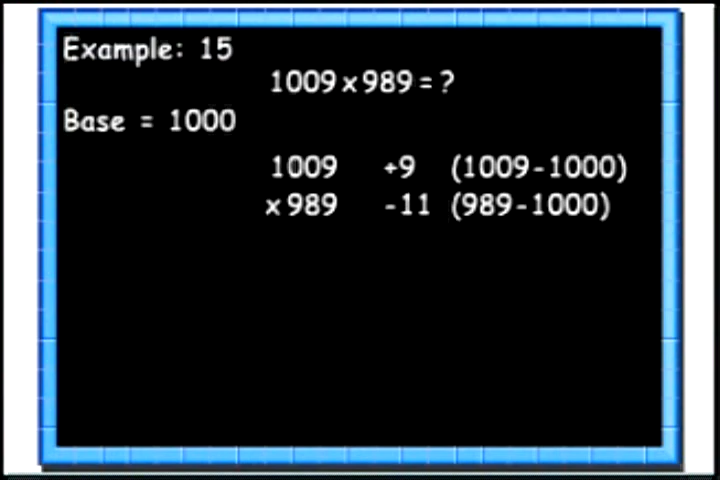 Example: 15
1009 x 989 = ?
Base = 1000
1009 +9 (1009-1000)
x 989 -11 (989-1000)